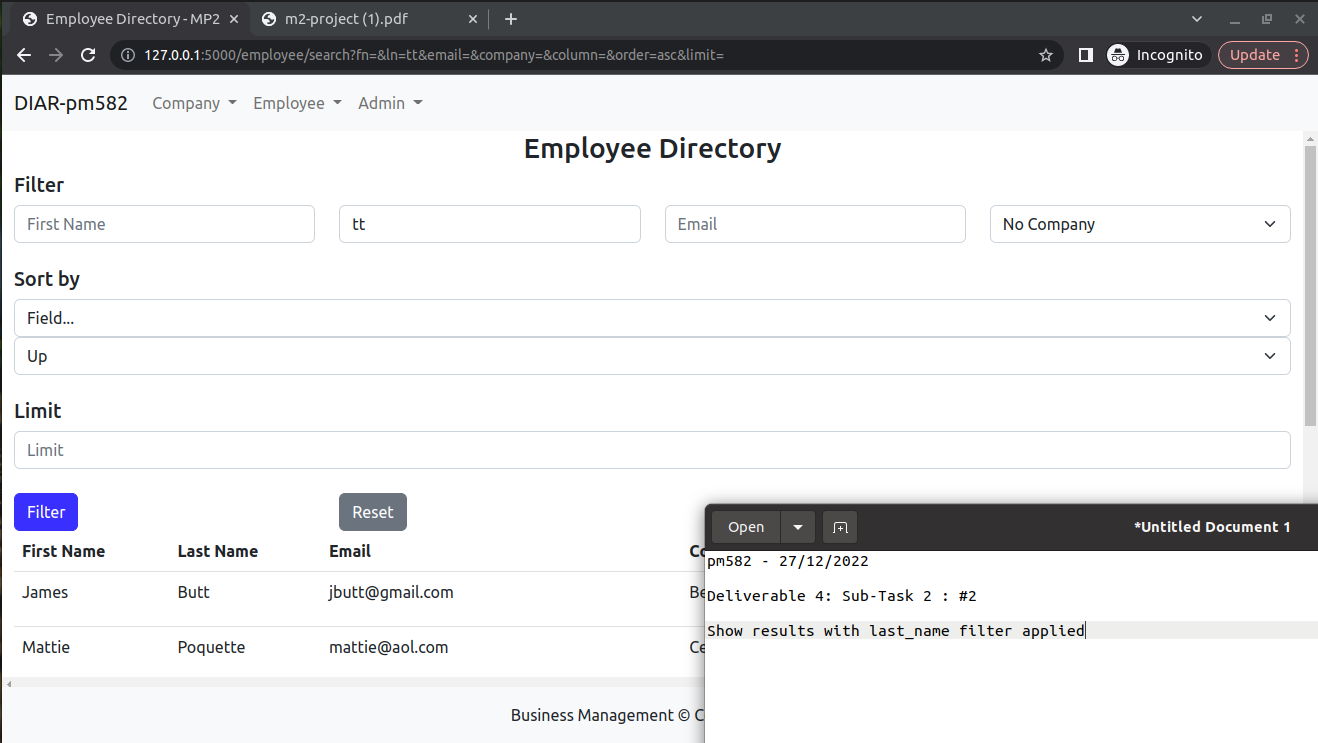 Employee Directory - MP2
m2-project (1).pdf
127.0.0.1:5000/employee/search?fn=&ln=tt&email=&company=&column=&order=asc&limit=
Incognito
Update
DIAR-pm582
Company
Employee
Admin
Employee Directory
Filter
First Name
tt
Email
No Company
Sort by
Field...
Up
Limit
Limit
Filter
Reset
First Name Last Name Email
James Butt jbutt@gmail.com
Mattie Poquette mattie@aol.com
Business Management ©
Open
*Untitled Document 1
pm582 - 27/12/2022
Deliverable 4: Sub-Task 2 : #2
Show results with last_name filter applied